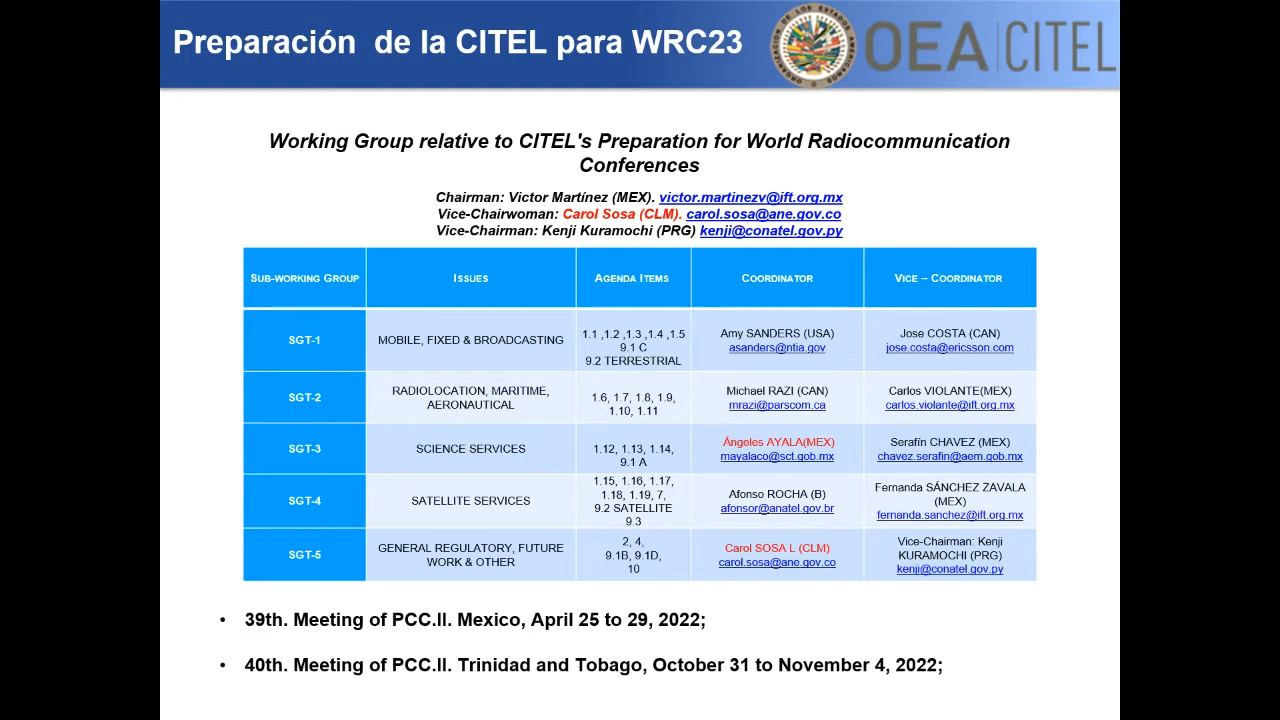 Preparación de la CITEL para WRC23
OEA CITEL
Working Group relative to CITEL's Preparation for World Radiocommunication
Conferences
Chairman: Victor Martínez (MEX). victor.martinezv@ift.org.mx
Vice-Chairwoman: Carol Sosa (CLM). carol.sosa@ane.gov.co
Vice-Chairman: Kenji Kuramochi (PRG) kenji@conatel.gov.py
SUB-WORKING GROUP
ISSUES
AGENDA ITEMS
COORDINATOR
VICE – COORDINATOR
SGT-1
MOBILE, FIXED & BROADCASTING
1.1 ,1.2 ,1.3 ,1.4 ,1.5
9.1 C
9.2 TERRESTRIAL
Amy SANDERS (USA)
asanders@ntia.gov
Jose COSTA (CAN)
jose.costa@ericsson.com
SGT-2
RADIOLOCATION, MARITIME,
AERONAUTICAL
1.6, 1.7, 1.8, 1.9,
1.10, 1.11
Michael RAZI (CAN)
mrazi@parscom.ca
Carlos VIOLANTE(MEX)
carlos.violante@ift.org.mx
SGT-3
SCIENCE SERVICES
1.12, 1.13, 1.14,
9.1 A
Ángeles AYALA(MEX)
mayalaco@sct.gob.mx
Serafín CHAVEZ (MEX)
chavez.serafin@aem.gob.mx
SGT-4
SATELLITE SERVICES
1.15, 1.16, 1.17,
1.18, 1.19, 7,
9.2 SATELLITE
9.3
Afonso ROCHA (B)
afonsor@anatel.gov.br
Fernanda SÁNCHEZ ZAVALA
(MEX)
fernanda.sanchez@ift.org.mx
SGT-5
GENERAL REGULATORY, FUTURE
WORK & OTHER
2, 4,
9.1B, 9.1D,
10
Carol SOSA L (CLM)
carol.sosa@ane.gov.co
Vice-Chairman: Kenji
KURAMOCHI (PRG)
kenji@conatel.gov.py
• 39th. Meeting of PCC.II. Mexico, April 25 to 29, 2022;
• 40th. Meeting of PCC.II. Trinidad and Tobago, October 31 to November 4, 2022;